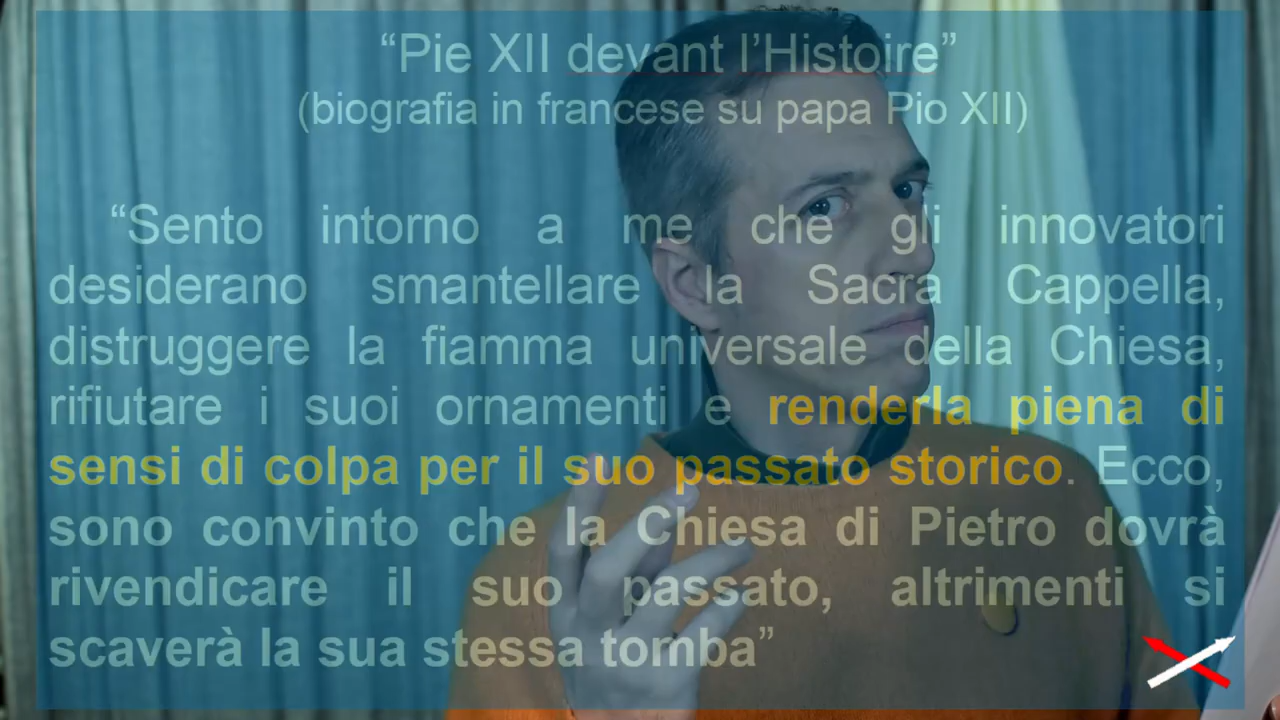 “Pie XII devant l’Histoire”
(biografia in francese su papa Pio XII)
“Sento intorno a me che gli innovatori
desiderano smantellare la Sacra Cappella,
distruggere la fiamma universale della Chiesa,
rifiutare i suoi ornamenti e renderla piena di
sensi di colpa per il suo passato storico. Ecco,
sono convinto che la Chiesa di Pietro dovrà
rivendicare il suo passato, altrimenti si
scaverà la sua stessa tomba”